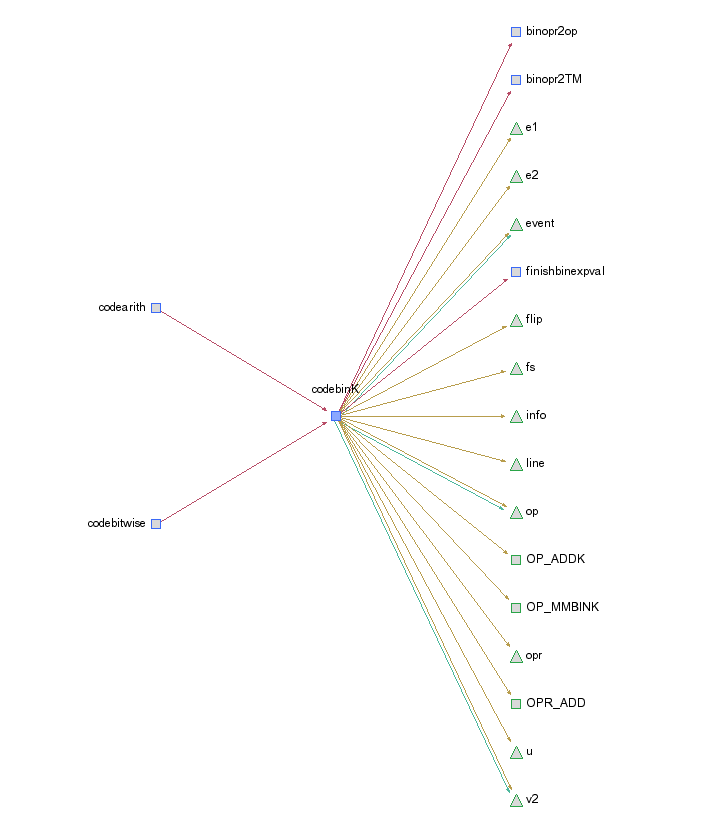 binopr2op
binopr2TM
e1
e2
event
finishbinexpval
codearith
flip
fs
codebinK
info
line
op
codebitwise
OP_ADDK
OP_MMBINK
opr
OPR_ADD
u
v2